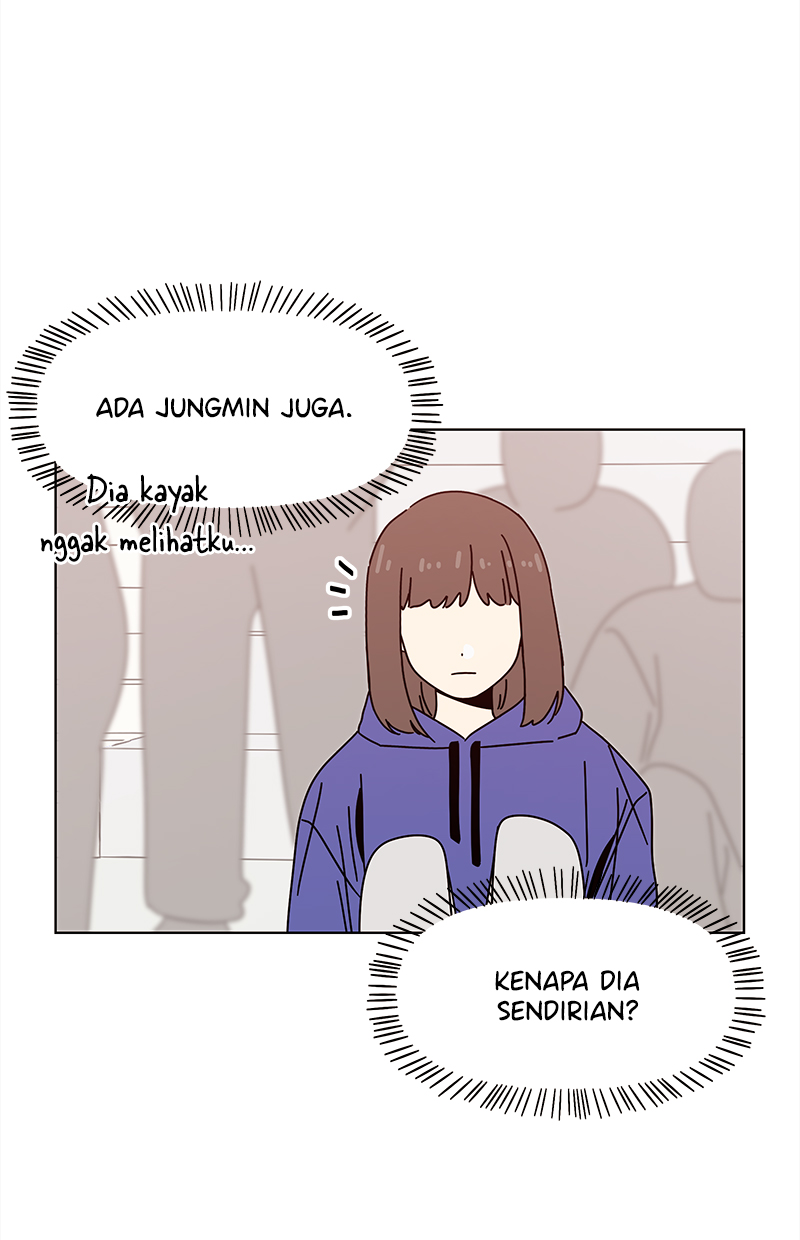 ADA JUNGMIN JUGA.
Dia kayak
nggak melihatku...
KENAPA DIA
SENDIRIAN?